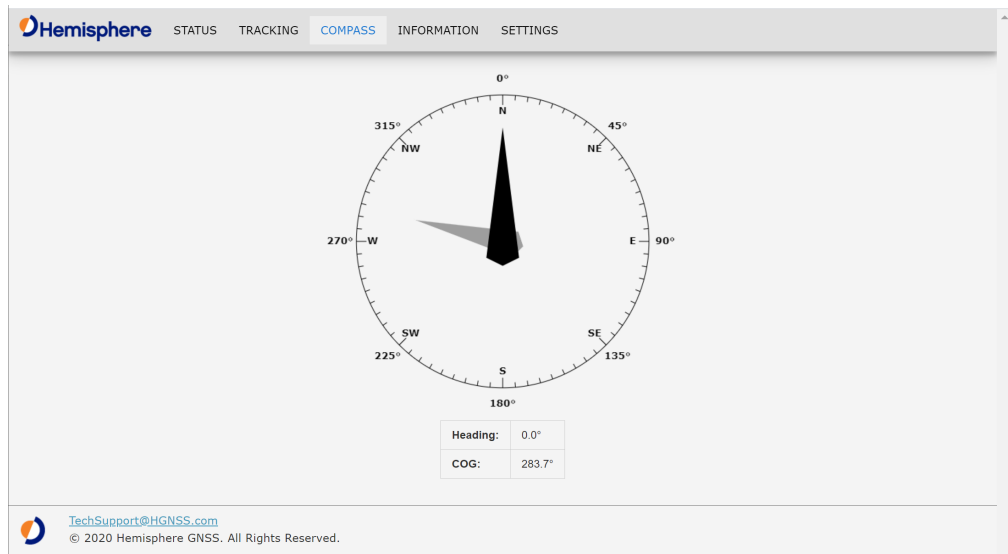 Hemisphere STATUS TRACKING COMPASS INFORMATION SETTINGS
0°
N
315° 45°
NW NE
270° W E 90°
SW SE
225° 135°
S
180°
Heading: 0.0°
COG: 283.7°
TechSupport@HGNSS.com
© 2020 Hemisphere GNSS. All Rights Reserved.